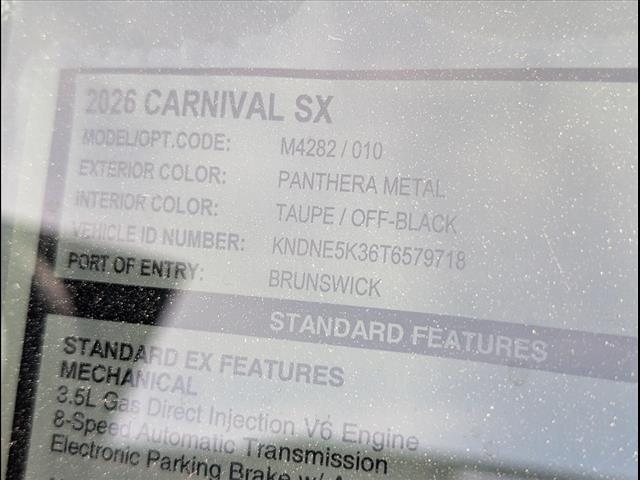 2026 CARNIVAL SX
MODEL/OPT.CODE: M4282 / 010
EXTERIOR COLOR: PANTHERA METAL
INTERIOR COLOR: TAUPE / OFF-BLACK
VEHICLE ID NUMBER: KNDNE5K36T6579718
PORT OF ENTRY: BRUNSWICK
STANDARD FEATURES
STANDARD EX FEATURES
MECHANICAL
3.5L Gas Direct Injection V6 Engine
8-Speed Automatic Transmission
Electronic Parking Brake w/